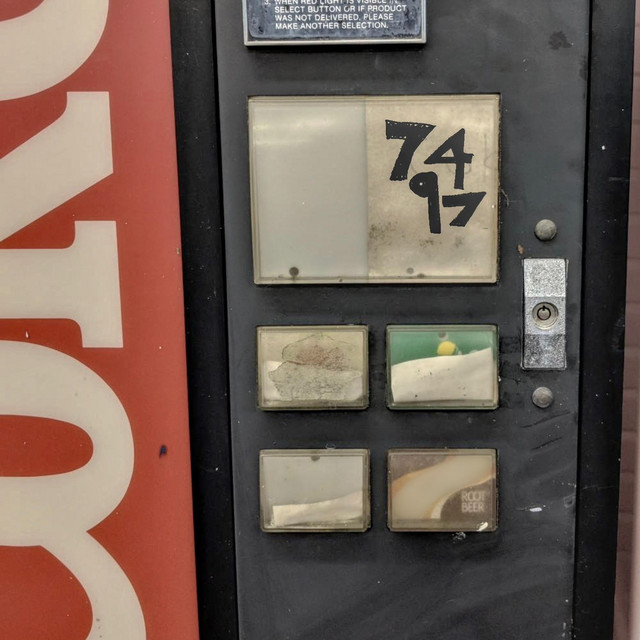 4. WHEN RED LIGHT IS VISIBLE IN
SELECT BUTTON OR IF PRODUCT
WAS NOT DELIVERED, PLEASE
MAKE ANOTHER SELECTION.
74
97
ROOT
BEER